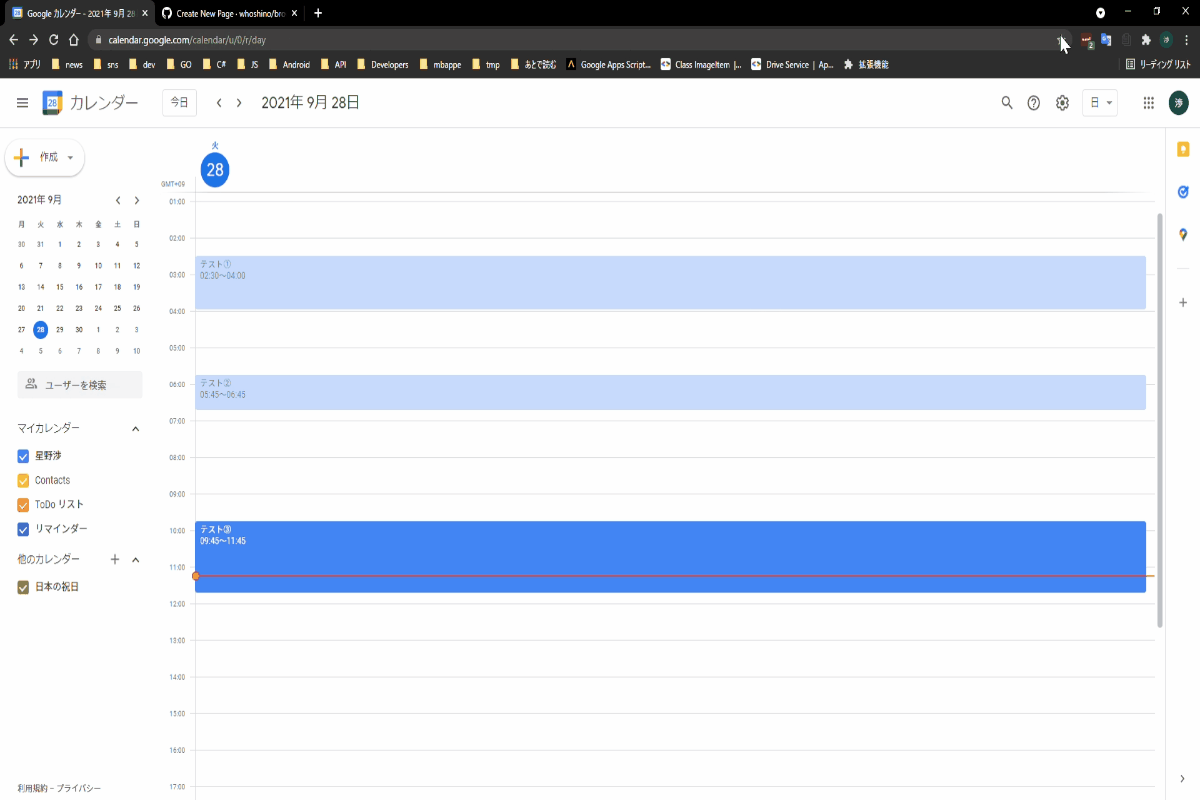 Google カレンダー - 2021年 9月 28
Create New Page · whoshino/bro
calendar.google.com/calendar/u/0/r/day
アプリ news sns dev GO C# JS Android API Developers mbappe tmp あとで読む Google Apps Script... Class ImageItem |... Drive Service | Ap... 拡張機能 リーディングリスト
28 カレンダー 今日 2021年 9月 28日 日 渉
作成
火
28
GMT+09
2021年 9月
月 火 水 木 金 土 日
30 31 1 2 3 4 5
6 7 8 9 10 11 12
13 14 15 16 17 18 19
20 21 22 23 24 25 26
27 28 29 30 1 2 3
4 5 6 7 8 9 10
ユーザーを検索
マイカレンダー
星野渉
Contacts
ToDo リスト
リマインダー
他のカレンダー
日本の祝日
利用規約 – プライバシー
01:00
02:00
テスト①
02:30～04:00
03:00
04:00
05:00
テスト②
05:45～06:45
06:00
07:00
08:00
09:00
テスト③
09:45～11:45
10:00
11:00
12:00
13:00
14:00
15:00
16:00
17:00